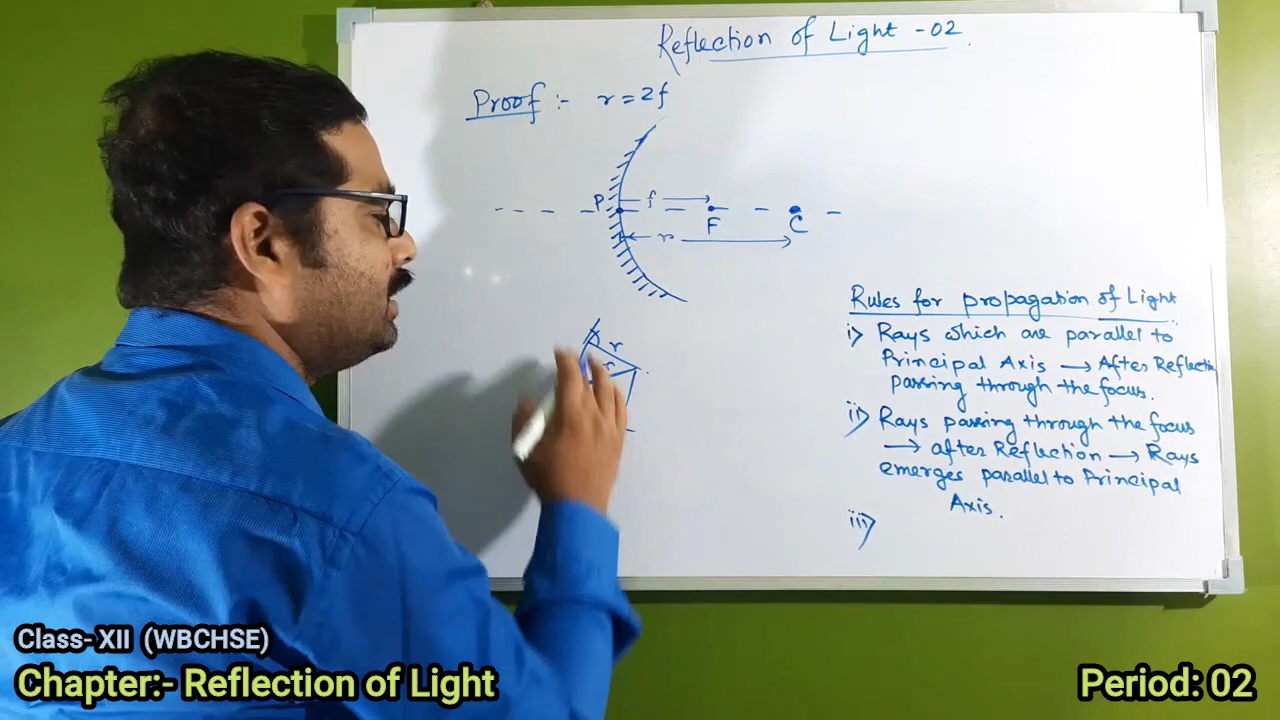 Reflection of Light - 02
Proof :- r = 2f
P
f
F
C
r
r
r
Rules for propagation of Light
i) Rays which are parallel to
Principal Axis → After Reflectin
passing through the focus.
ii) Rays passing through the focus
→ after Reflection → Rays
emerges parallel to Principal
Axis.
iii)
Class- XII (WBCHSE)
Chapter:- Reflection of Light
Period: 02